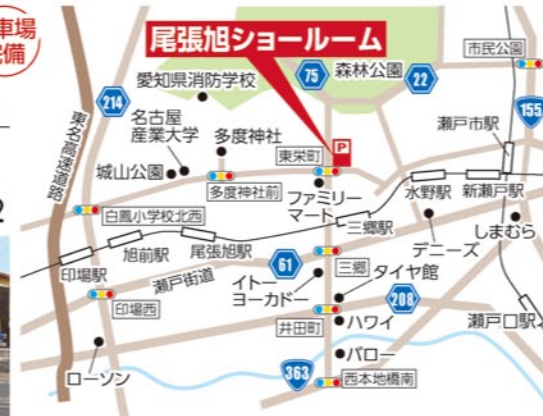 車場
備
尾張旭ショールーム
市民公園
愛知県消防学校
75
森林公園
22
214
155
東名高速道路
名古屋
産業大学
多度神社
瀬戸市駅
東栄町
P
城山公園
多度神社前
ファミリー
マート
水野駅
新瀬戸駅
白鳳小学校北西
三郷駅
しまむら
デニーズ
旭前駅
尾張旭駅
印場駅
瀬戸街道
61
三郷
イトー
ヨーカドー
タイヤ館
208
印場西
井田町
ハワイ
瀬戸口駅
バロー
ローソン
363
西本地橋南